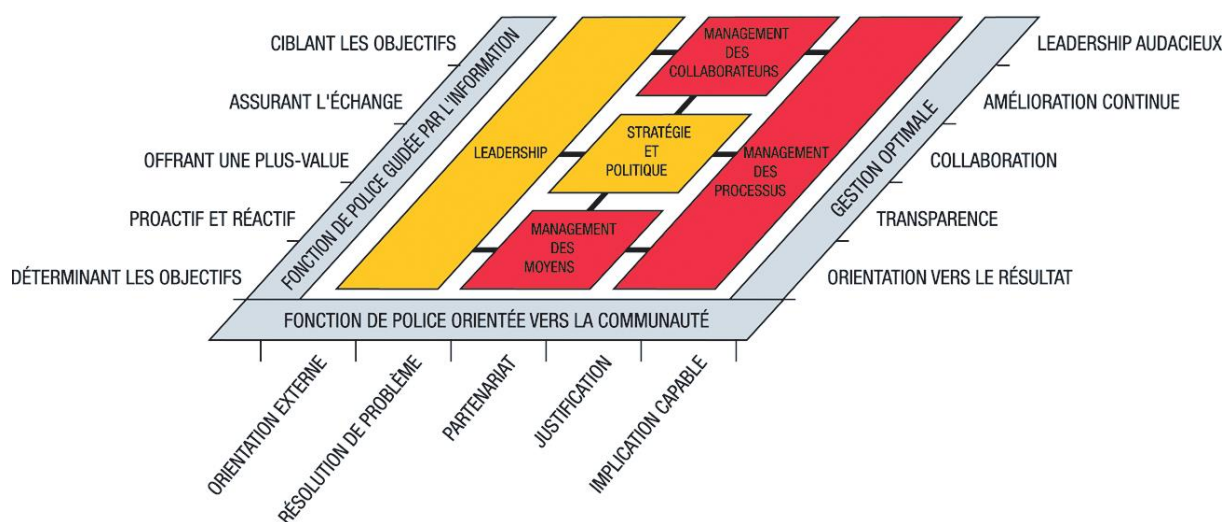 CIBLANT LES OBJECTIFS
ASSURANT L'ÉCHANGE
OFFRANT UNE PLUS-VALUE
PROACTIF ET RÉACTIF
DÉTERMINANT LES OBJECTIFS
FONCTION DE POLICE GUIDÉE PAR L'INFORMATION
LEADERSHIP
MANAGEMENT
DES
COLLABORATEURS
STRATÉGIE
ET
POLITIQUE
MANAGEMENT
DES
MOYENS
MANAGEMENT
DES
PROCESSUS
GESTION OPTIMALE
LEADERSHIP AUDACIEUX
AMÉLIORATION CONTINUE
COLLABORATION
TRANSPARENCE
ORIENTATION VERS LE RÉSULTAT
FONCTION DE POLICE ORIENTÉE VERS LA COMMUNAUTÉ
ORIENTATION EXTERNE
RÉSOLUTION DE PROBLÈME
PARTENARIAT
JUSTIFICATION
IMPLICATION CAPABLE